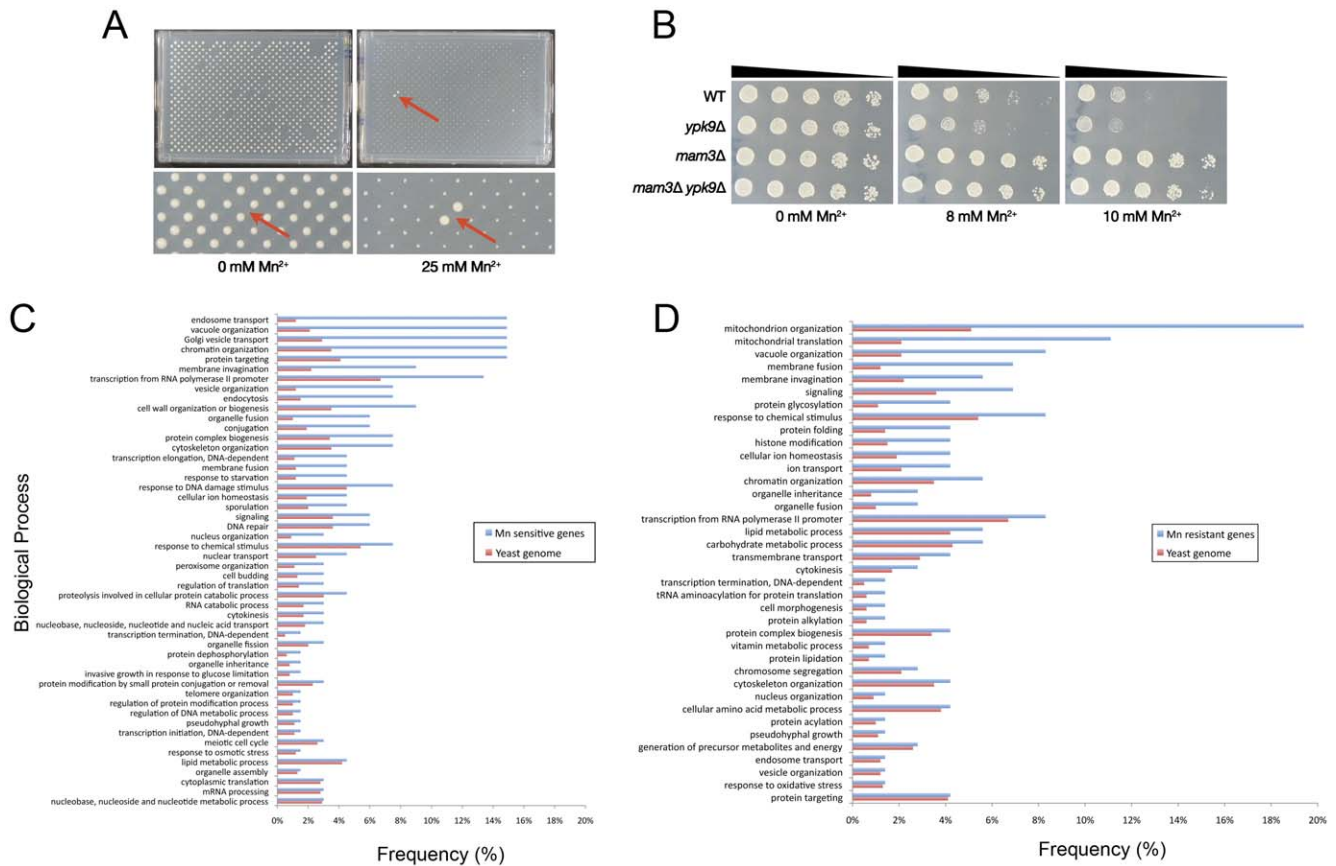 A
0 mM Mn²⁺
25 mM Mn²⁺
B
WT
ypk9Δ
mam3Δ
mam3Δ ypk9Δ
0 mM Mn²⁺
8 mM Mn²⁺
10 mM Mn²⁺
C
Biological Process
endosome transport
vacuole organization
Golgi vesicle transport
chromatin organization
protein targeting
membrane invagination
transcription from RNA polymerase II promoter
vesicle organization
endocytosis
cell wall organization or biogenesis
organelle fusion
conjugation
protein complex biogenesis
cytoskeleton organization
transcription elongation, DNA-dependent
membrane fusion
response to starvation
response to DNA damage stimulus
cellular ion homeostasis
sporulation
signaling
DNA repair
nucleus organization
response to chemical stimulus
nuclear transport
peroxisome organization
cell budding
regulation of translation
proteolysis involved in cellular protein catabolic process
RNA catabolic process
cytokinesis
nucleobase, nucleoside, nucleotide and nucleic acid transport
transcription termination, DNA-dependent
organelle fission
protein dephosphorylation
organelle inheritance
invasive growth in response to glucose limitation
protein modification by small protein conjugation or removal
telomere organization
regulation of protein modification process
regulation of DNA metabolic process
pseudohyphal growth
transcription initiation, DNA-dependent
meiotic cell cycle
response to osmotic stress
lipid metabolic process
organelle assembly
cytoplasmic translation
mRNA processing
nucleobase, nucleoside and nucleotide metabolic process
Mn sensitive genes
Yeast genome
0% 2% 4% 6% 8% 10% 12% 14% 16% 18% 20%
Frequency (%)
D
mitochondrion organization
mitochondrial translation
vacuole organization
membrane fusion
membrane invagination
signaling
protein glycosylation
response to chemical stimulus
protein folding
histone modification
cellular ion homeostasis
ion transport
chromatin organization
organelle inheritance
organelle fusion
transcription from RNA polymerase II promoter
lipid metabolic process
carbohydrate metabolic process
transmembrane transport
cytokinesis
transcription termination, DNA-dependent
tRNA aminoacylation for protein translation
cell morphogenesis
protein alkylation
protein complex biogenesis
vitamin metabolic process
protein lipidation
chromosome segregation
cytoskeleton organization
nucleus organization
cellular amino acid metabolic process
protein acylation
pseudohyphal growth
generation of precursor metabolites and energy
endosome transport
vesicle organization
response to oxidative stress
protein targeting
Mn resistant genes
Yeast genome
0% 2% 4% 6% 8% 10% 12% 14% 16% 18% 20%
Frequency (%)